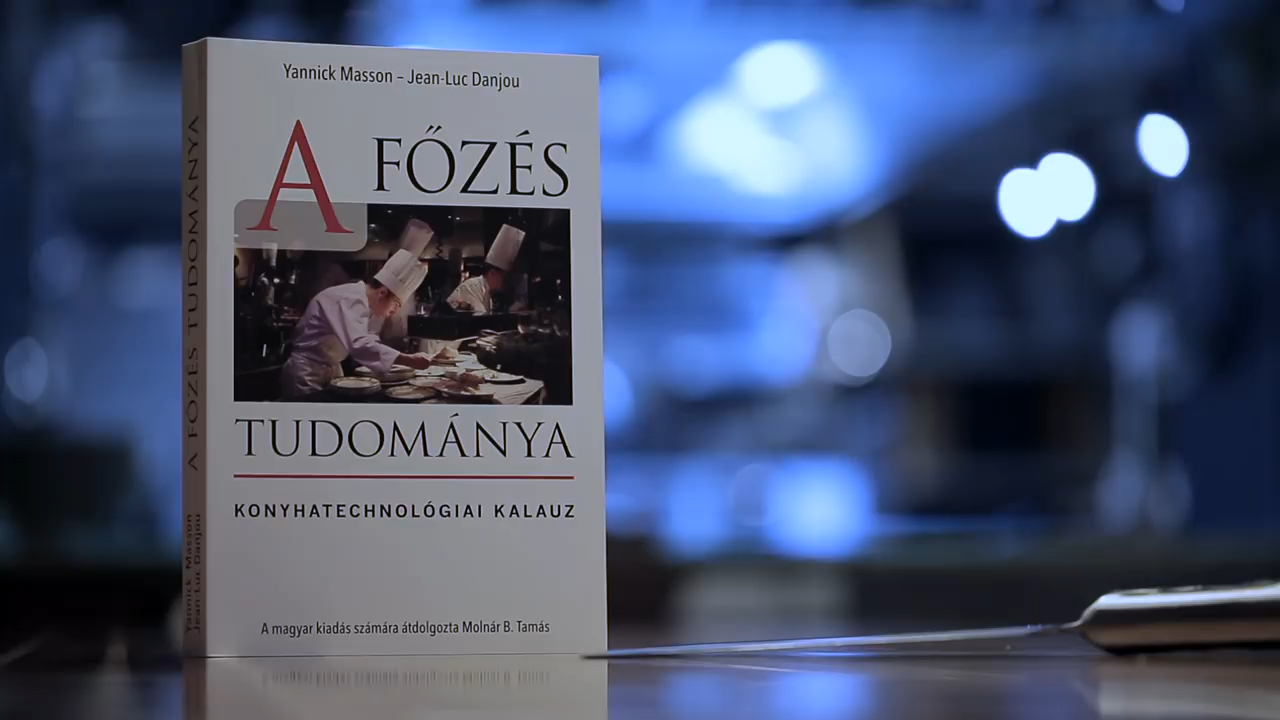 Yannick Masson – Jean-Luc Danjou
A FŐZÉS
TUDOMÁNYA
KONYHATECHNOLÓGIAI KALAUZ
A magyar kiadás számára átdolgozta Molnár B. Tamás
A FŐZÉS TUDOMÁNYA
Yannick Masson
Jean-Luc Danjou